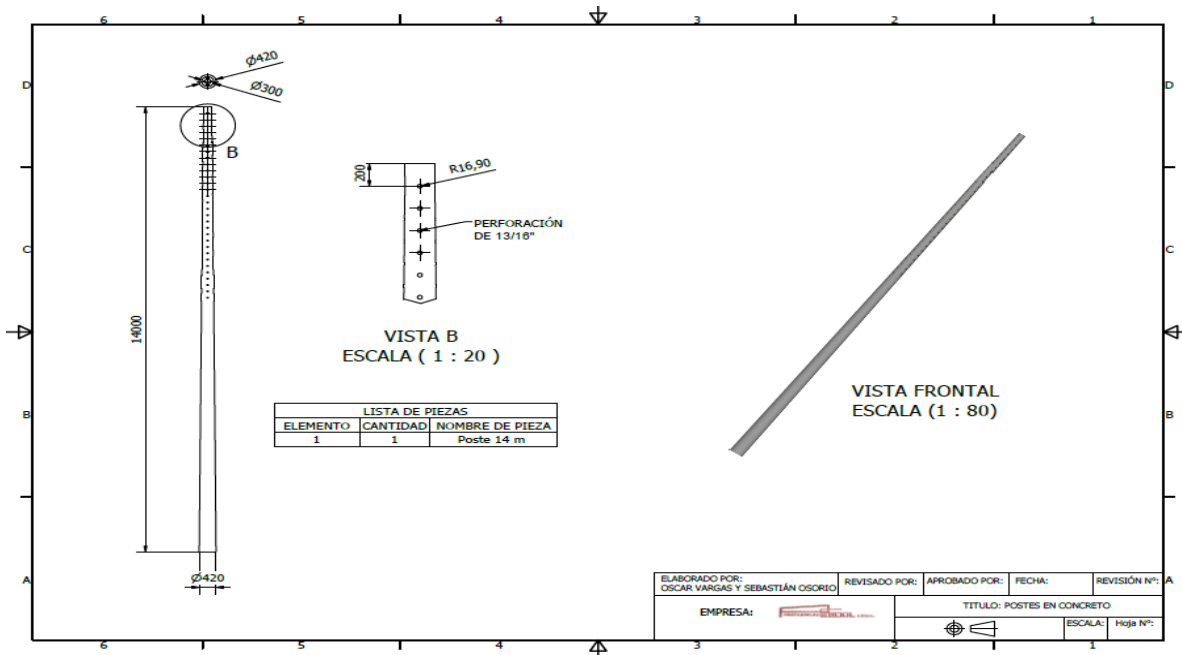 6 5 4 3 2 1
D
D
Ø420
Ø300
B
200
R16,90
PERFORACIÓN
DE 13/16"
C
C
14000
VISTA B
ESCALA ( 1 : 20 )
VISTA FRONTAL
ESCALA (1 : 80)
B
B
LISTA DE PIEZAS
ELEMENTO CANTIDAD NOMBRE DE PIEZA
1 1 Poste 14 m
Ø420
A
A
ELABORADO POR:
OSCAR VARGAS Y SEBASTIÁN OSORIO
REVISADO POR:
APROBADO POR:
FECHA:
REVISIÓN N°:
EMPRESA:
TITULO: POSTES EN CONCRETO
ESCALA:
Hoja N°:
6 5 4 3 2 1